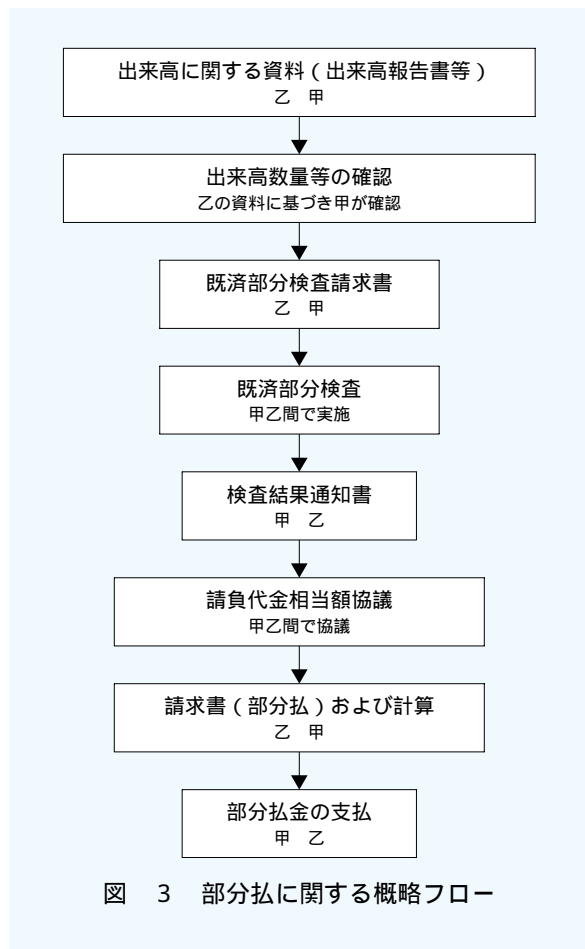 出来高に関する資料（出来高報告書等）
乙　甲
出来高数量等の確認
乙の資料に基づき甲が確認
既済部分検査請求書
乙　甲
既済部分検査
甲乙間で実施
検査結果通知書
甲　乙
請負代金相当額協議
甲乙間で協議
請求書（部分払）および計算
乙　甲
部分払金の支払
甲　乙
図　3　部分払に関する概略フロー